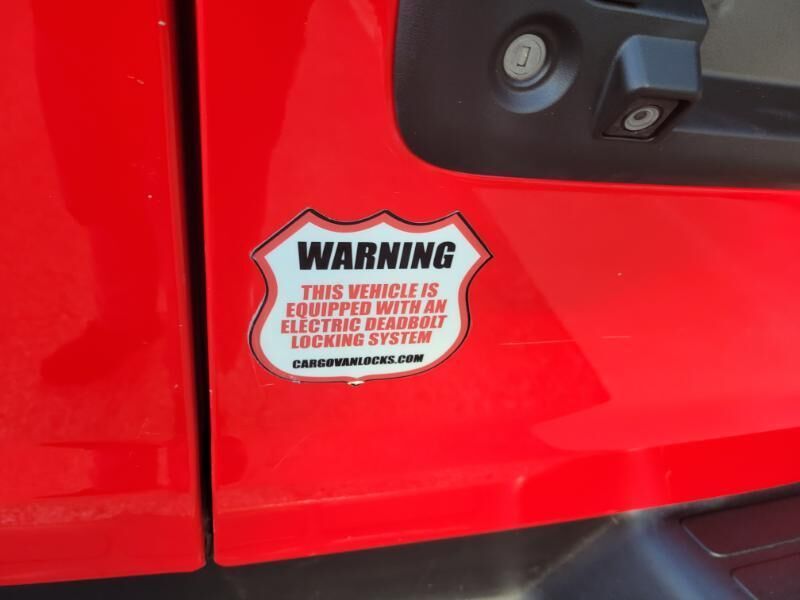 WARNING
THIS VEHICLE IS
EQUIPPED WITH AN
ELECTRIC DEADBOLT
LOCKING SYSTEM
CARGOVANLOCKS.COM